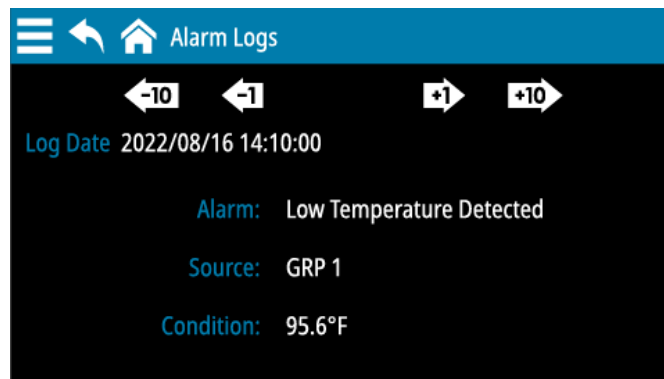 Alarm Logs
-10 -1 +1 +10
Log Date 2022/08/16 14:10:00
Alarm: Low Temperature Detected
Source: GRP 1
Condition: 95.6°F